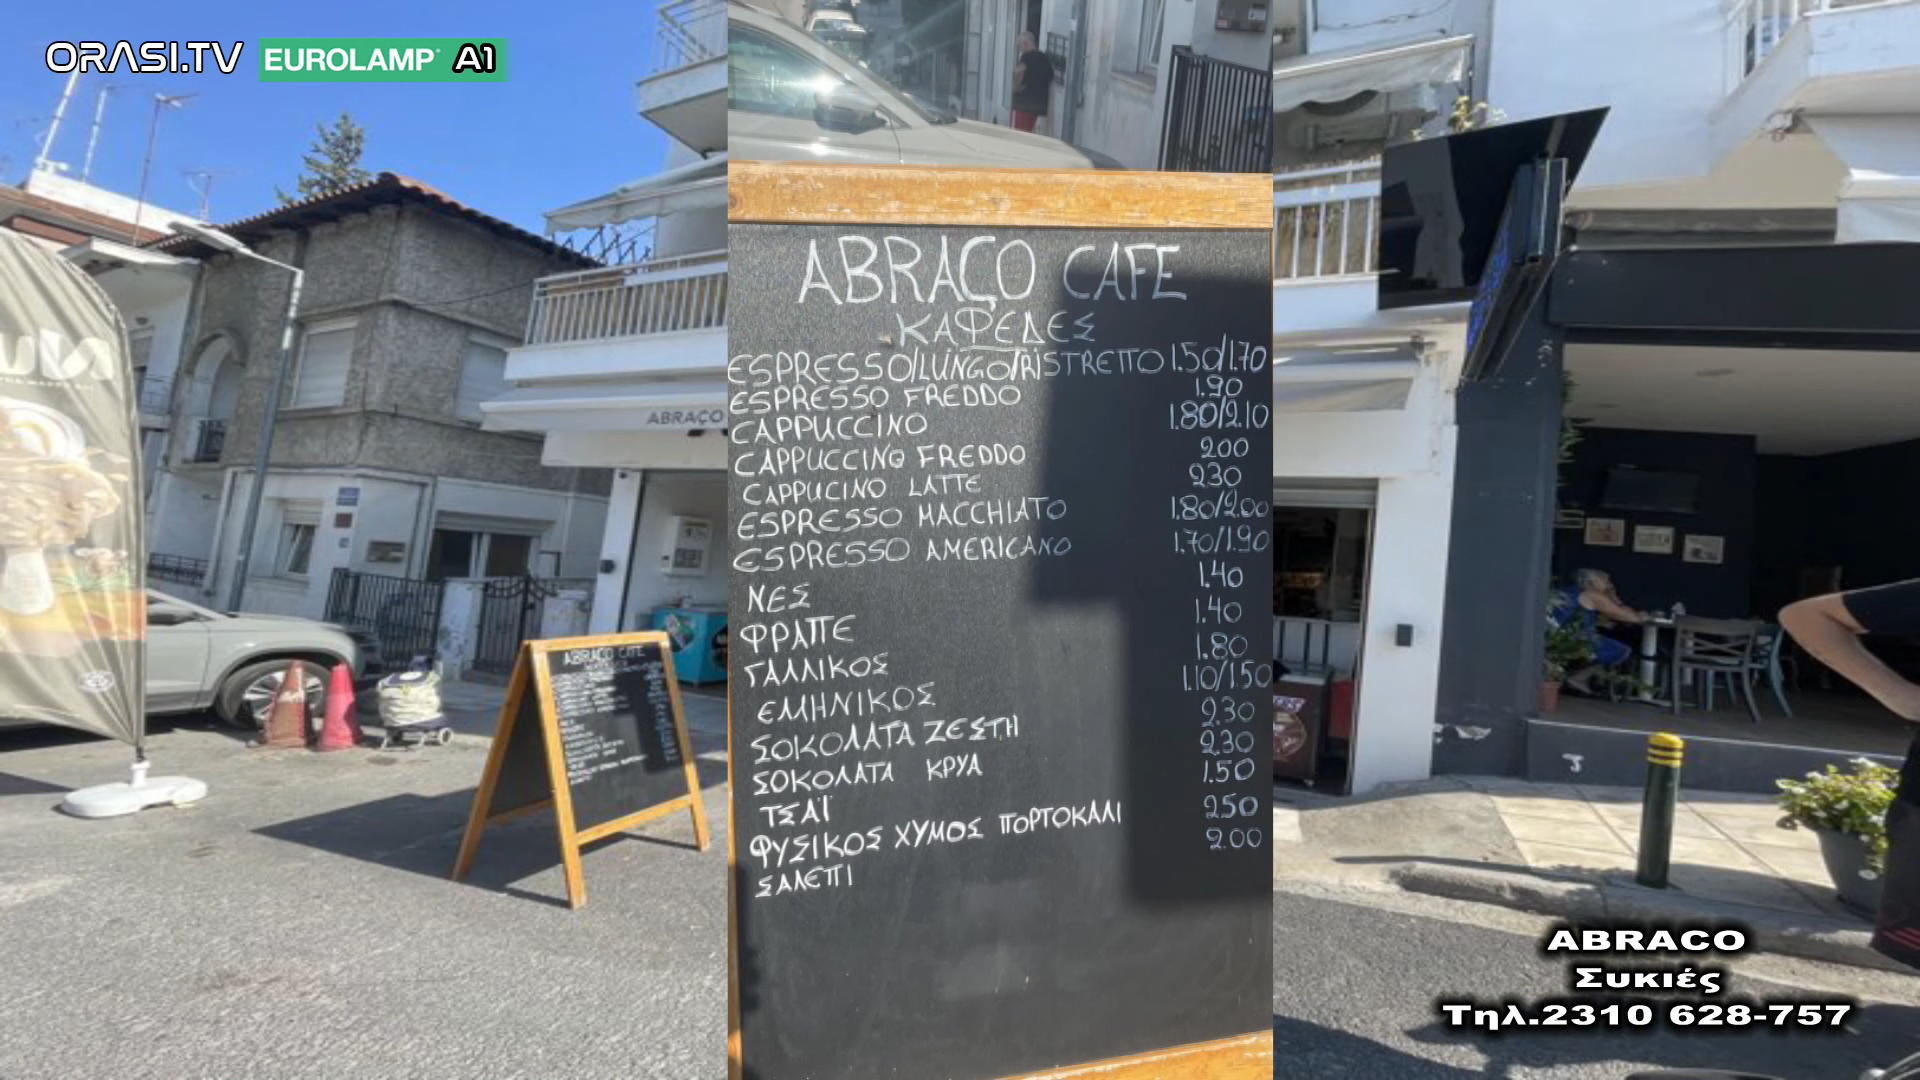 ORASI.TV EUROLAMP A1
ABRAÇO
ABRAÇO CAFE
ABRAÇO CAFE
ΚΑΦΕΔΕΣ
ESPRESSO/LUNGO/RISTRETTO 1.50/1.70
ESPRESSO FREDDO 1.90
CAPPUCCINO 1.80/2.10
CAPPUCCINO FREDDO 2.00
CAPPUCINO LATTE 2.30
ESPRESSO MACCHIATO 1.80/2.00
ESPRESSO AMERICANO 1.70/1.90
ΝΕΣ 1.40
ΦΡΑΠΕ 1.40
ΓΑΛΛΙΚΟΣ 1.80
ΕΛΛΗΝΙΚΟΣ 1.10/1.50
ΣΟΚΟΛΑΤΑ ΖΕΣΤΗ 2.30
ΣΟΚΟΛΑΤΑ ΚΡΥΑ 2.30
ΤΣΑΪ 1.50
ΦΥΣΙΚΟΣ ΧΥΜΟΣ ΠΟΡΤΟΚΑΛΙ 2.50
ΣΑΛΕΠΙ 2.00
ABRACO
Συκιές
Τηλ.2310 628-757